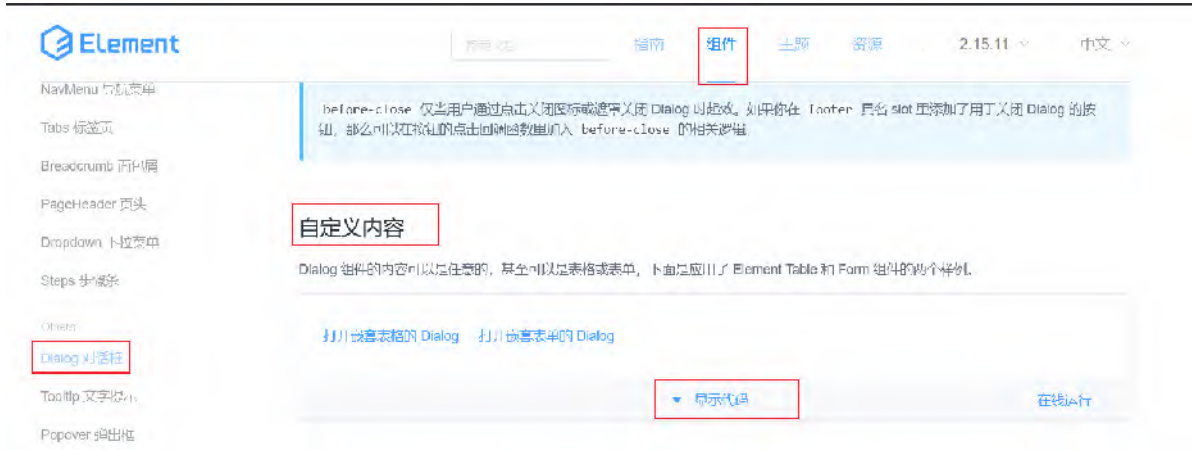 Element
指南 组件 主题 资源 2.15.11 中文
NavMenu 导航菜单
Tabs 标签页
Breadcrumb 面包屑
PageHeader 页头
Dropdown 下拉菜单
Steps 步骤条
Others
Dialog 对话框
Tooltip 文字提示
Popover 弹出框
before-close 仅当用户通过点击关闭图标或遮罩关闭 Dialog 时起效。如果你在 footer 具名 slot 里添加了用于关闭 Dialog 的按
钮，那么可以在按钮的点击回调函数里加入 before-close 的相关逻辑
自定义内容
Dialog 组件的内容可以是任意的，甚至可以是表格或表单，下面是应用了 Element Table 和 Form 组件的两个样例。
打开嵌套表格的 Dialog 打开嵌套表单的 Dialog
显示代码
在线运行